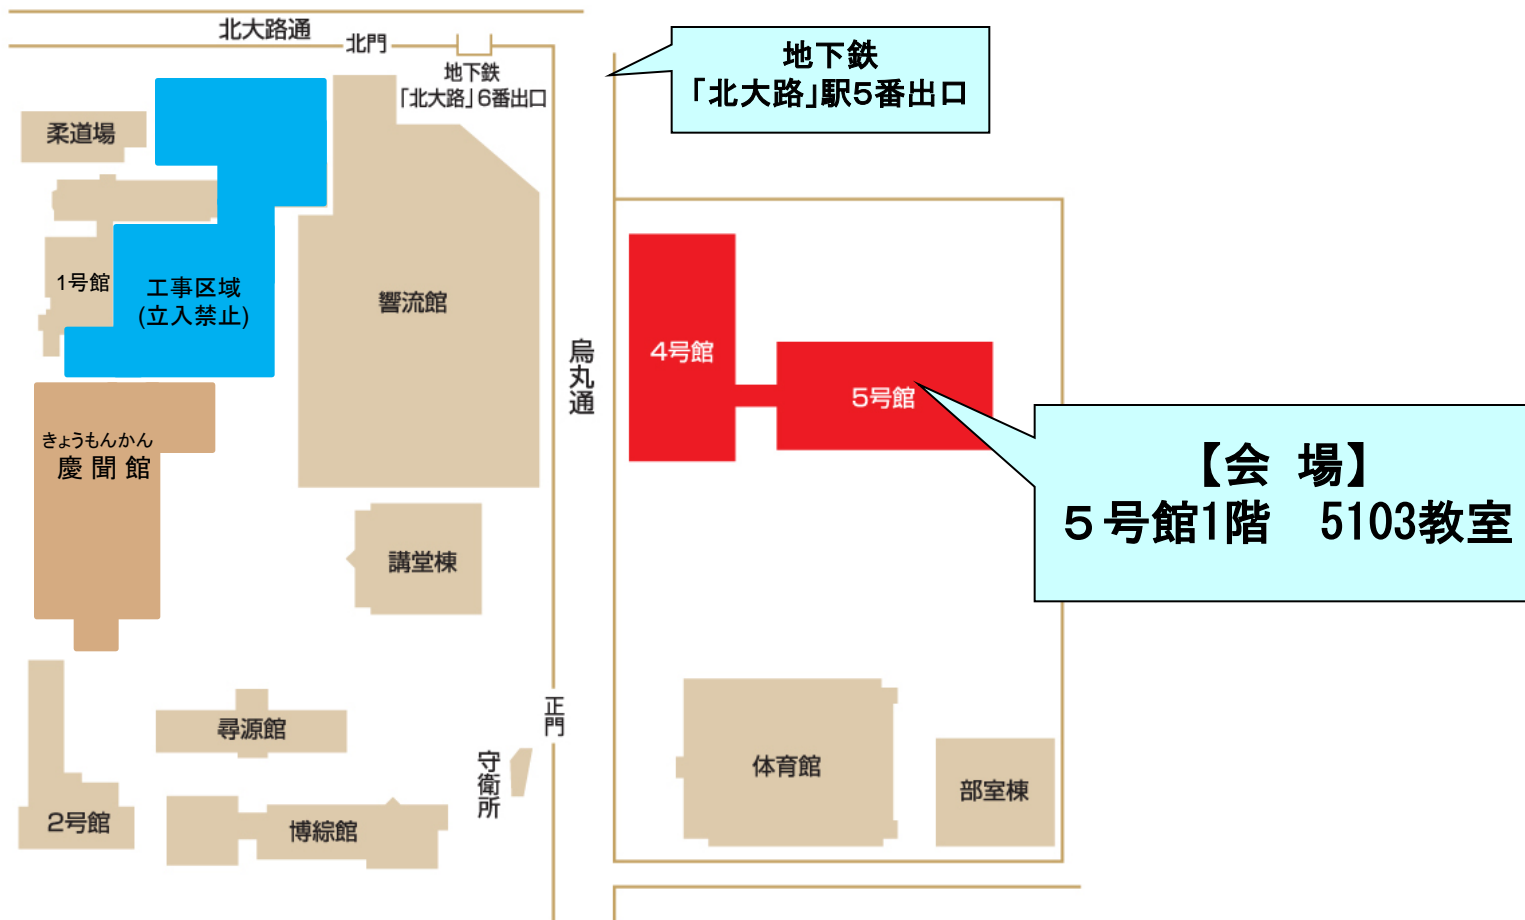 北大路通
北門
地下鉄
「北大路」6番出口
地下鉄
「北大路」駅5番出口
柔道場
1号館
工事区域
(立入禁止)
響流館
烏丸通
4号館
5号館
【会 場】
５号館1階　5103教室
きょうもんかん
慶聞館
講堂棟
正門
尋源館
守衛所
2号館
博綜館
体育館
部室棟